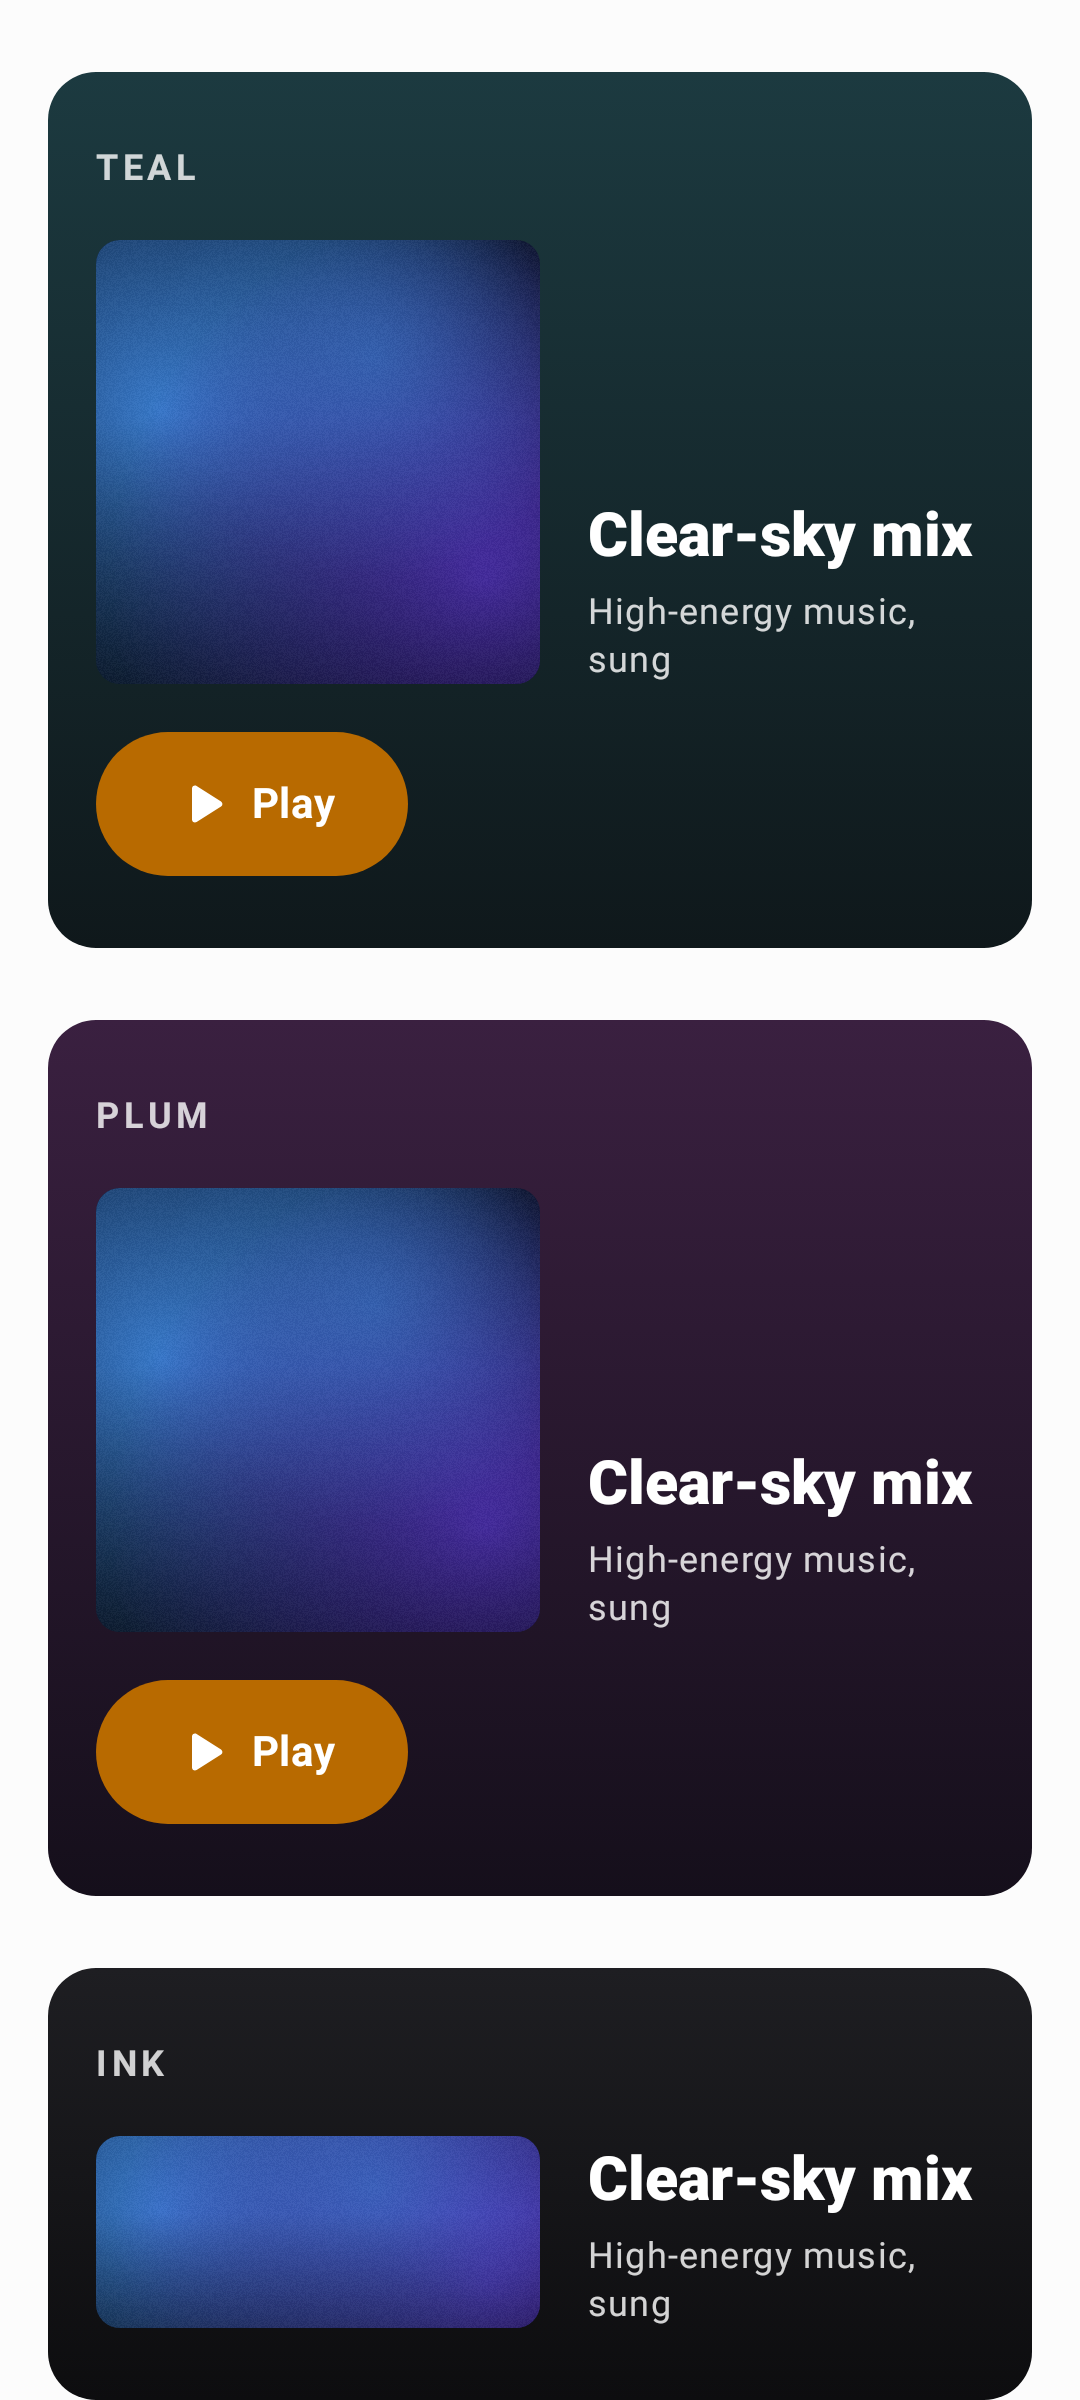 TEAL
Clear-sky mix
High-energy music,
sung
Play
PLUM
Clear-sky mix
High-energy music,
sung
Play
INK
Clear-sky mix
High-energy music,
sung